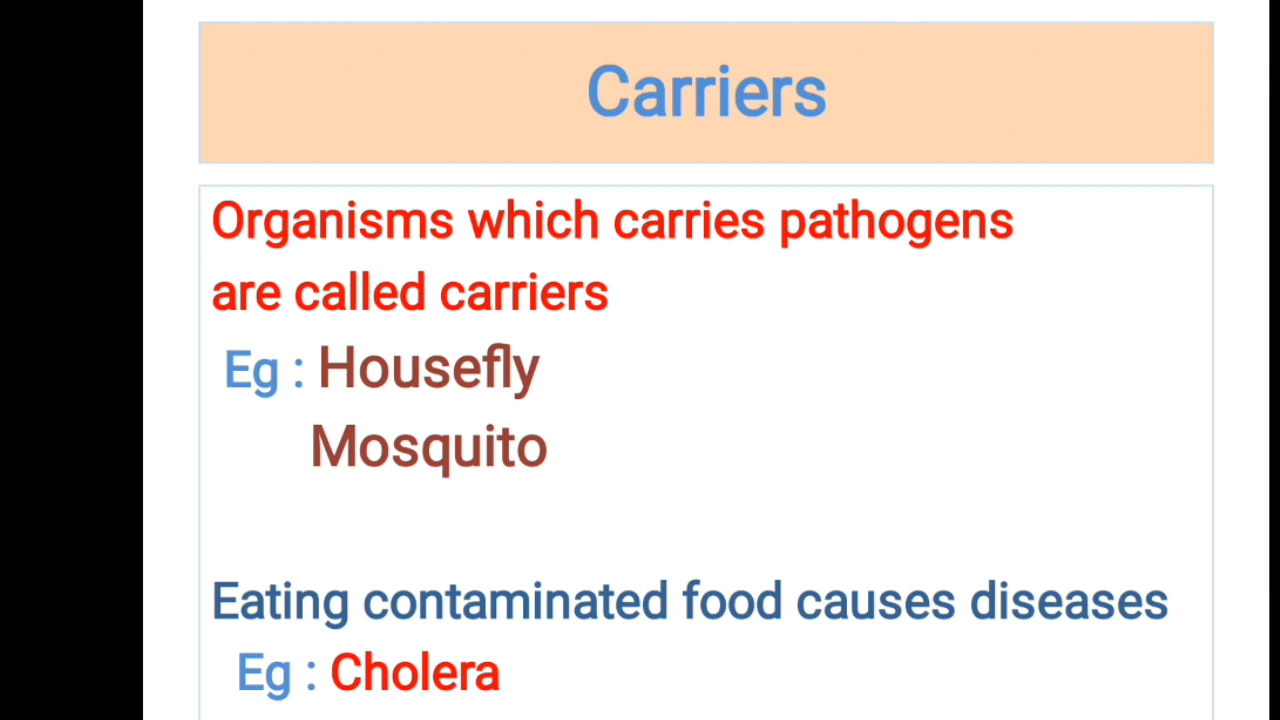 Carriers
Organisms which carries pathogens
are called carriers
Eg : Housefly
Mosquito
Eating contaminated food causes diseases
Eg : Cholera